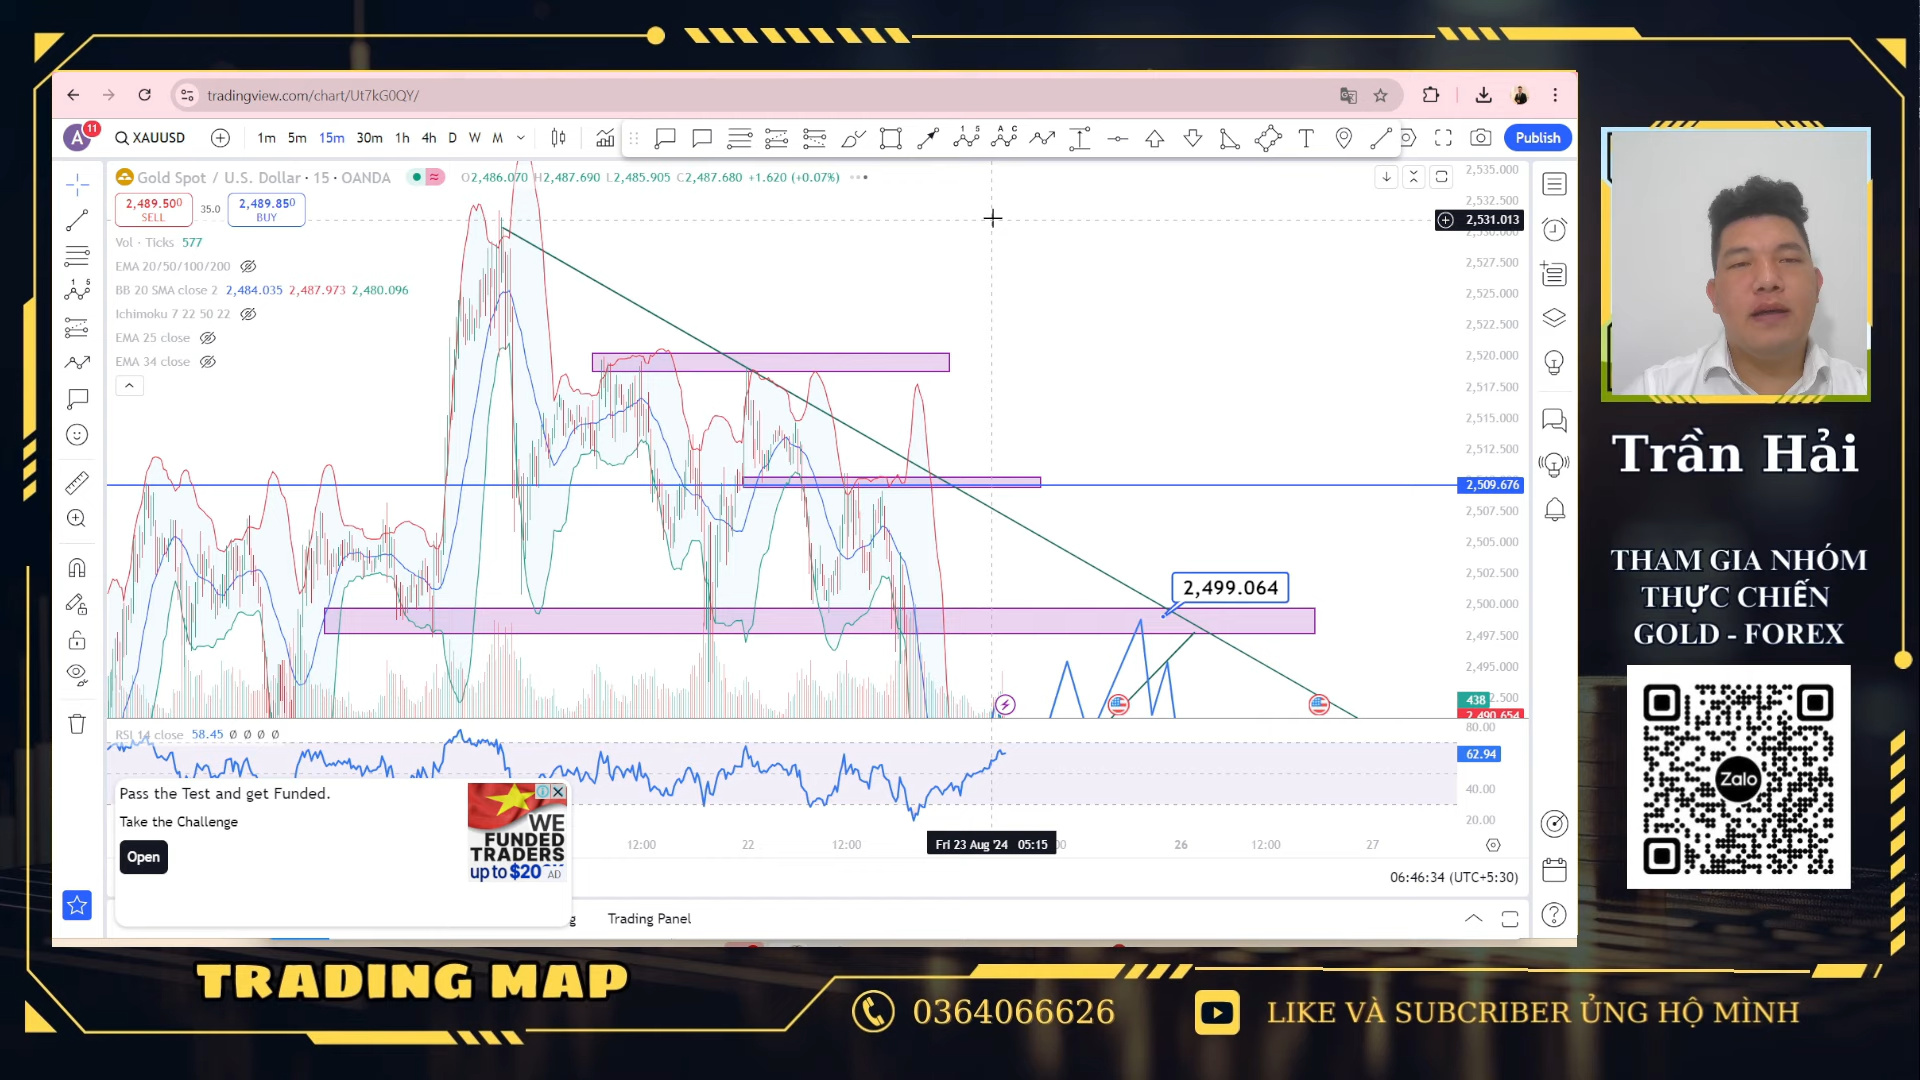 tradingview.com/chart/Ut7kG0QY/
A 11 XAUUSD 1m 5m 15m 30m 1h 4h D W M Publish
Gold Spot / U.S. Dollar · 15 · OANDA O2,486.070 H2,487.690 L2,485.905 C2,487.680 +1.620 (+0.07%)
2,489.500 SELL 35.0 2,489.850 BUY
Vol · Ticks 577
EMA 20/50/100/200
BB 20 SMA close 2 2,484.035 2,487.973 2,480.096
Ichimoku 7 22 50 22
EMA 25 close
EMA 34 close
2,535.000
2,532.500
2,531.013
2,530.000
2,527.500
2,525.000
2,522.500
2,520.000
2,517.500
2,515.000
2,512.500
2,509.676
2,507.500
2,505.000
2,502.500
2,500.000
2,497.500
2,495.000
438
2,490.654
2,499.064
RSI 14 close 58.45 Ø Ø Ø Ø
80.00
62.94
40.00
20.00
12:00 22 12:00 Fri 23 Aug '24 05:15 26 12:00 27
06:46:34 (UTC+5:30)
Pass the Test and get Funded.
Take the Challenge
Open
WE
FUNDED
TRADERS
up to $20
AD
Trading Panel
Trần Hải
THAM GIA NHÓM
THỰC CHIẾN
GOLD - FOREX
Zalo
TRADING MAP
0364066626
LIKE VÀ SUBCRIBER ỦNG HỘ MÌNH